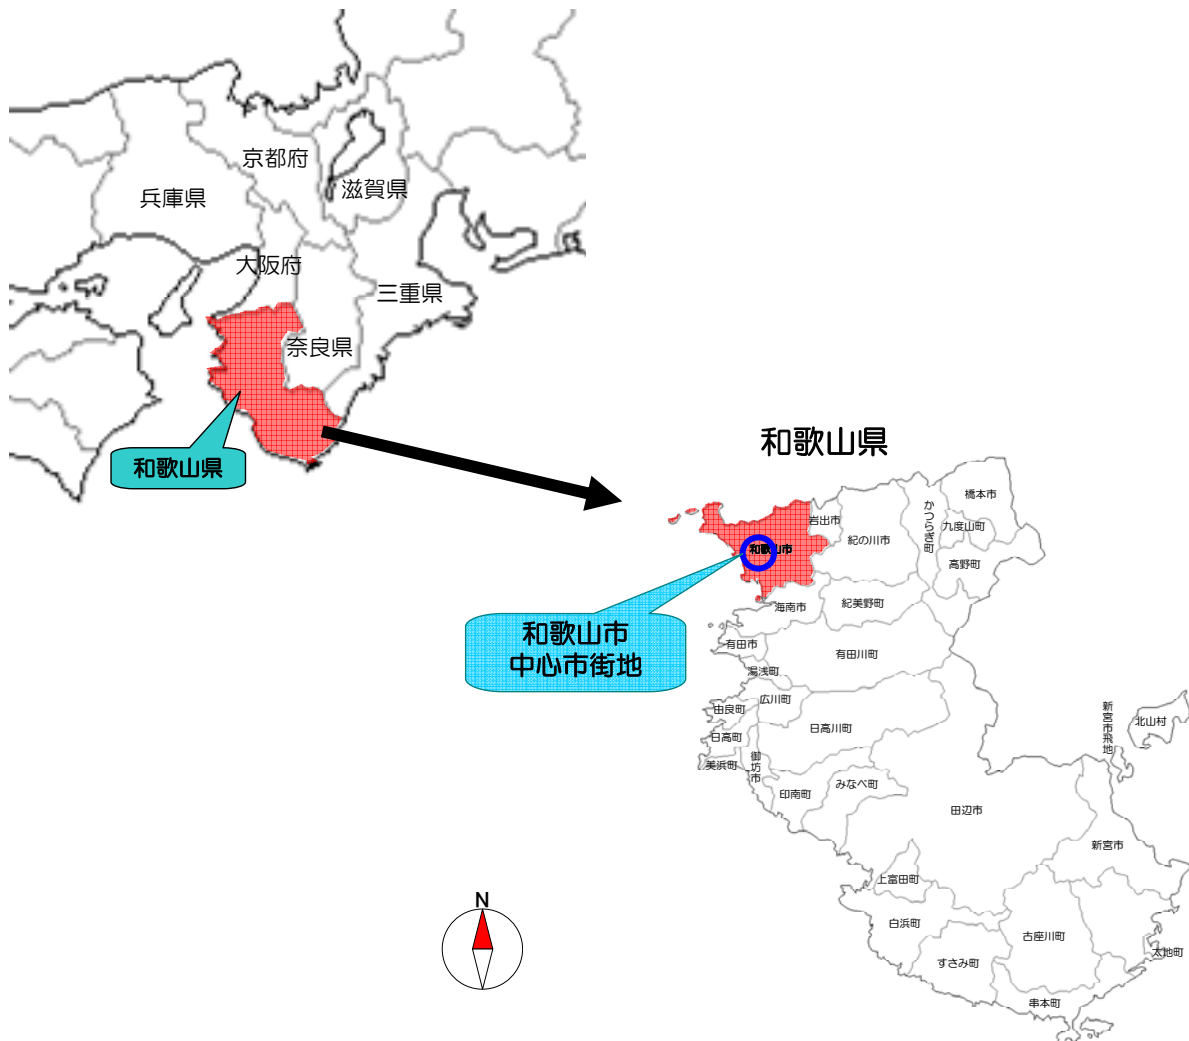 京都府
滋賀県
兵庫県
大阪府
三重県
奈良県
和歌山県
和歌山県
橋本市
かつらぎ町
岩出市
九度山町
紀の川市
和歌山市
高野町
海南市
紀美野町
和歌山市
中心市街地
有田市
有田川町
湯浅町
広川町
由良町
新宮市飛地
北山村
日高川町
日高町
御坊市
美浜町
みなべ町
印南町
田辺市
新宮市
上富田町
N
白浜町
古座川町
太地町
すさみ町
串本町